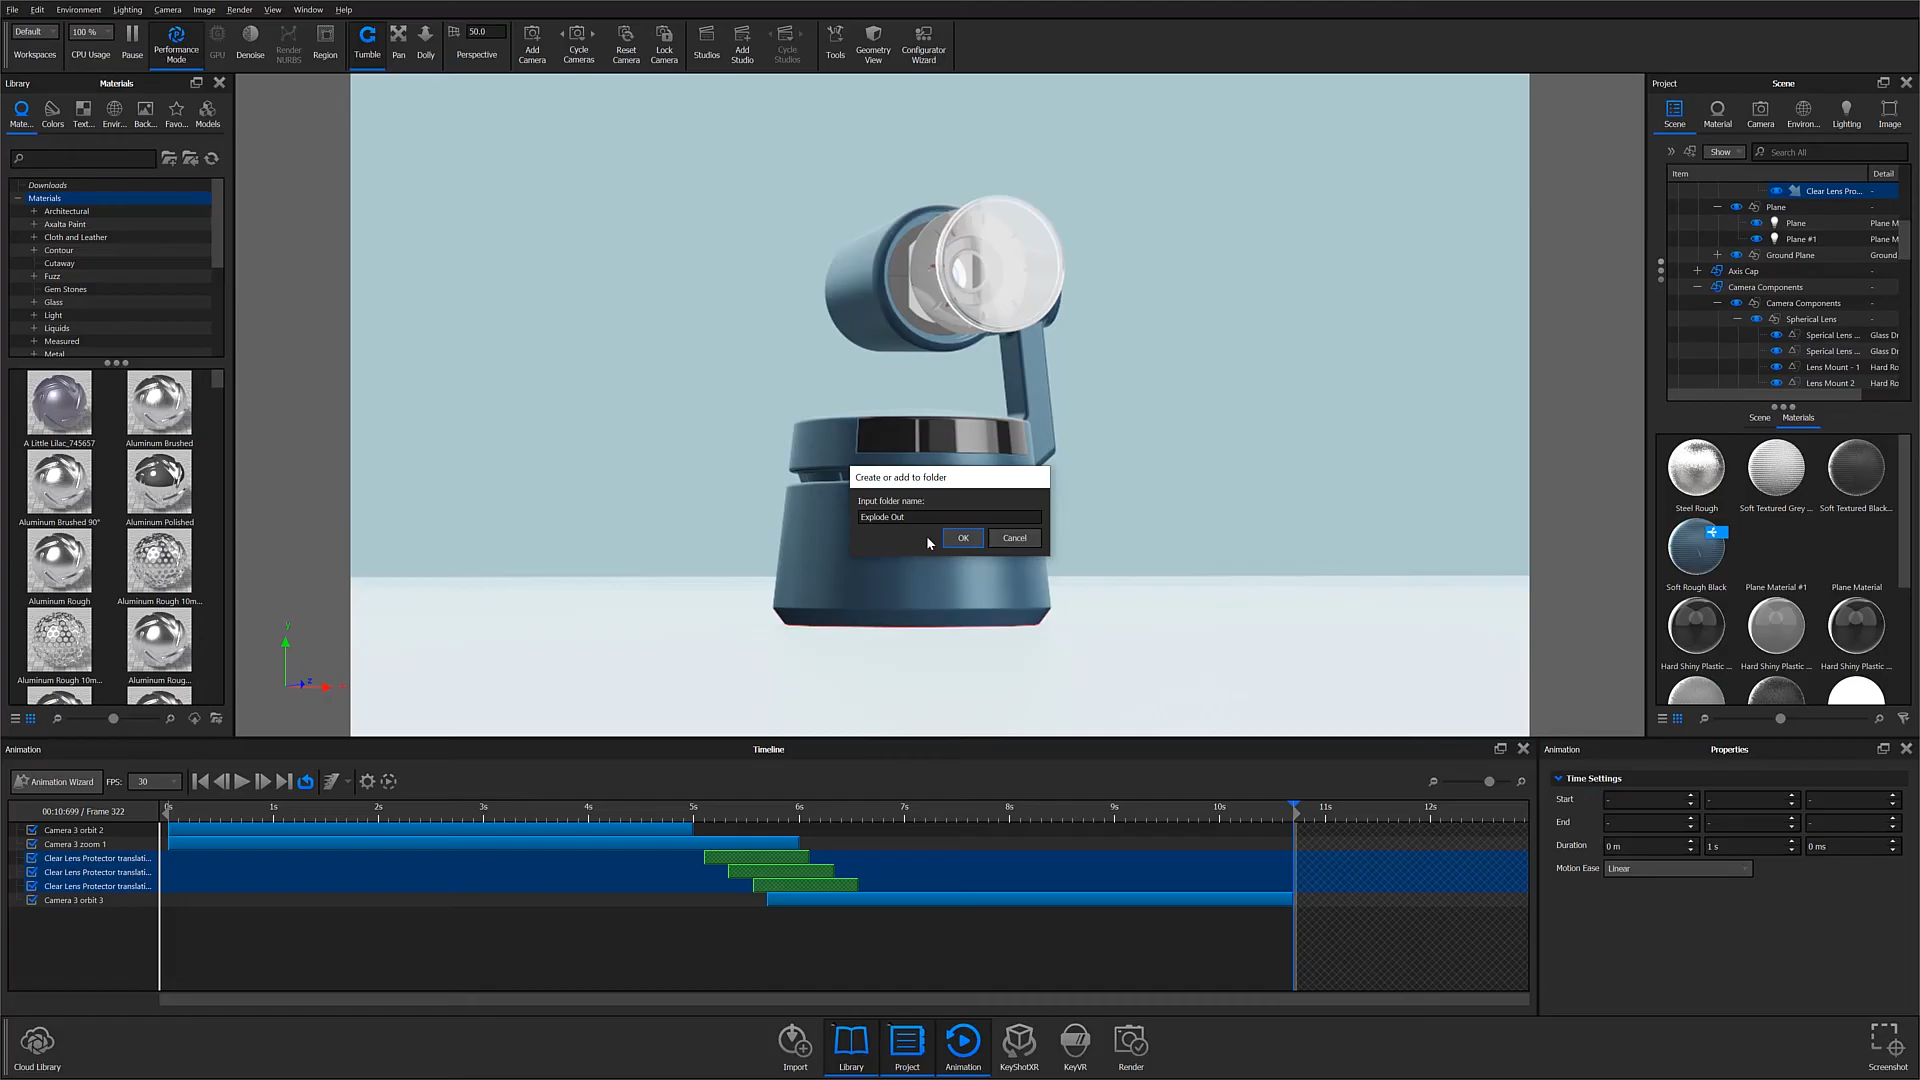 File Edit Environment Lighting Camera Image Render View Window Help
Default 100 % 50.0
Workspaces CPU Usage Pause Performance Mode GPU Denoise Render NURBS Region Tumble Pan Dolly Perspective Add Camera Cycle Cameras Reset Camera Lock Camera Studios Add Studio Cycle Studios Tools Geometry View Configurator Wizard
Library Materials
Mate... Colors Text... Envir... Back... Favo... Models
Downloads
Materials
Architectural
Axalta Paint
Cloth and Leather
Contour
Cutaway
Fuzz
Gem Stones
Glass
Light
Liquids
Measured
Metal
A Little Lilac_745657 Aluminum Brushed
Aluminum Brushed 90° Aluminum Polished
Aluminum Rough Aluminum Rough 10m...
Aluminum Rough 10m... Aluminum Roug...
y
z
Create or add to folder
Input folder name:
Explode Out
OK Cancel
Project Scene
Scene Material Camera Environ... Lighting Image
Show Search All
Item Detail
Clear Lens Pro... -
Plane -
Plane Plane M
Plane #1 Plane M
Ground Plane Ground
Axis Cap -
Camera Components -
Camera Components -
Spherical Lens -
Sperical Lens ... Glass Di
Sperical Lens ... Glass Di
Lens Mount - 1 Hard Ro
Lens Mount 2 Hard Ro
Scene Materials
Steel Rough Soft Textured Grey ... Soft Textured Black...
Soft Rough Black Plane Material #1 Plane Material
Hard Shiny Plastic ... Hard Shiny Plastic ... Hard Shiny Plastic ...
Animation Timeline
Animation Wizard FPS: 30
00:10:699 / Frame 322 0s 1s 2s 3s 4s 5s 6s 7s 8s 9s 10s 11s 12s
Camera 3 orbit 2
Camera 3 zoom 1
Clear Lens Protector translati...
Clear Lens Protector translati...
Clear Lens Protector translati...
Camera 3 orbit 3
Animation Properties
Time Settings
Start - - -
End - - -
Duration 0 m 1 s 0 ms
Motion Ease Linear
Cloud Library Import Library Project Animation KeyShotXR KeyVR Render Screenshot